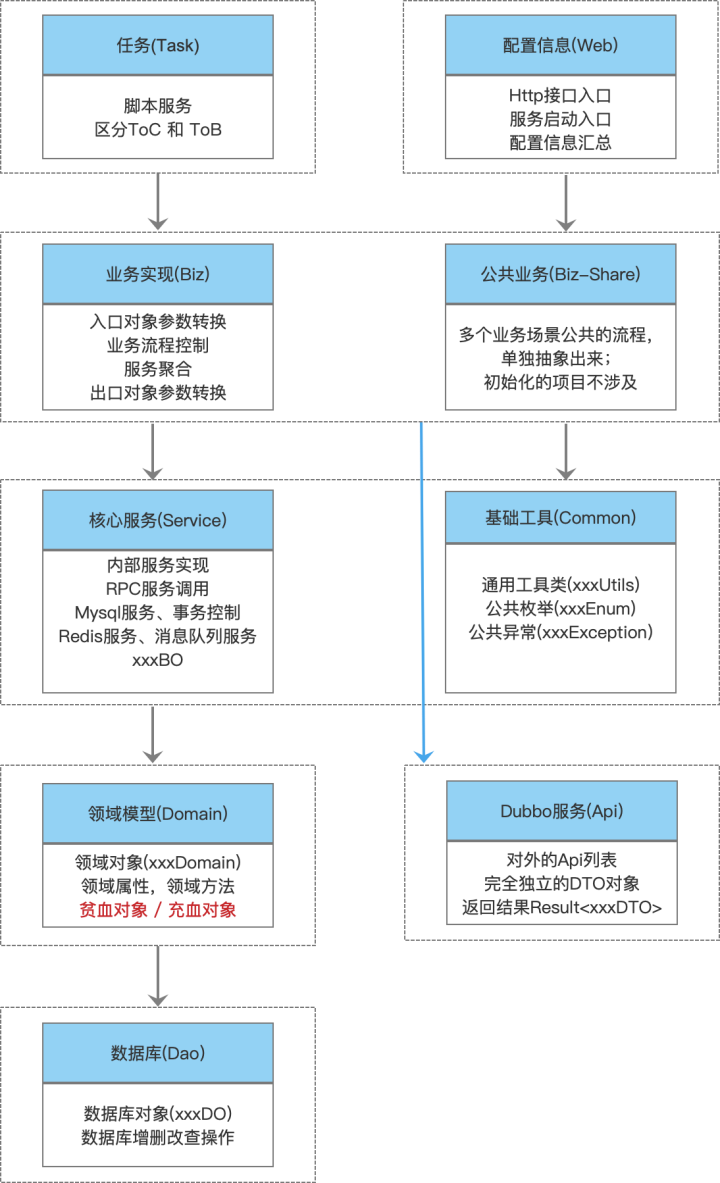 任务(Task)
脚本服务
区分ToC 和 ToB
配置信息(Web)
Http接口入口
服务启动入口
配置信息汇总
业务实现(Biz)
入口对象参数转换
业务流程控制
服务聚合
出口对象参数转换
公共业务(Biz-Share)
多个业务场景公共的流程，
单独抽象出来；
初始化的项目不涉及
核心服务(Service)
内部服务实现
RPC服务调用
Mysql服务、事务控制
Redis服务、消息队列服务
xxxBO
基础工具(Common)
通用工具类(xxxUtils)
公共枚举(xxxEnum)
公共异常(xxxException)
领域模型(Domain)
领域对象(xxxDomain)
领域属性，领域方法
贫血对象 / 充血对象
Dubbo服务(Api)
对外的Api列表
完全独立的DTO对象
返回结果Result<xxxDTO>
数据库(Dao)
数据库对象(xxxDO)
数据库增删改查操作